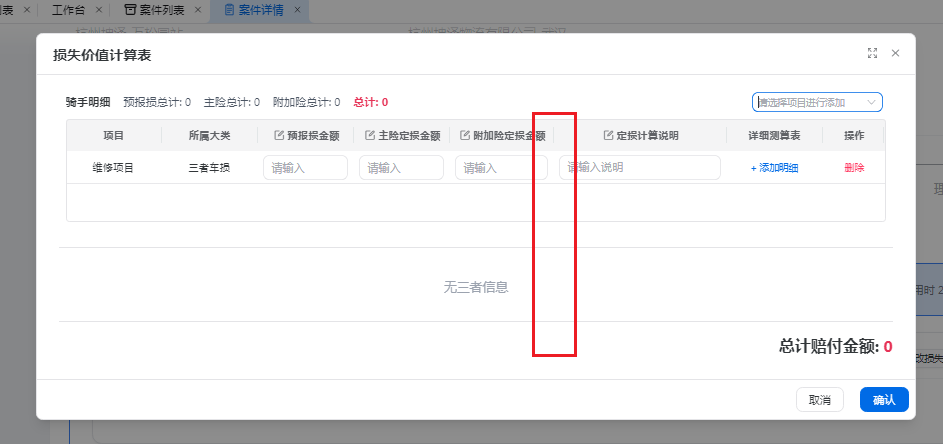 列表 × 工作台 × 案件列表 × 案件详情 ×
损失价值计算表
骑手明细 预报损总计: 0 主险总计: 0 附加险总计: 0 总计: 0 请选择项目进行添加
项目 所属大类 预报损金额 主险定损金额 附加险定损金额 定损计算说明 详细测算表 操作
维修项目 三者车损 请输入 请输入 请输入 请输入说明 + 添加明细 删除
无三者信息
理
用时 2
总计赔付金额: 0
改损失
取消 确认